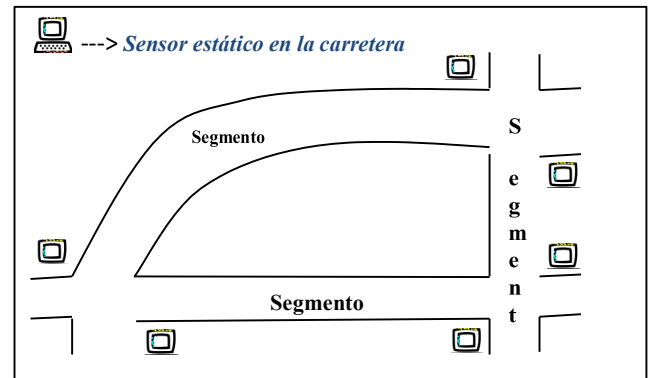 ---> Sensor estático en la carretera
Segmento
S
e
g
m
e
n
t
Segmento